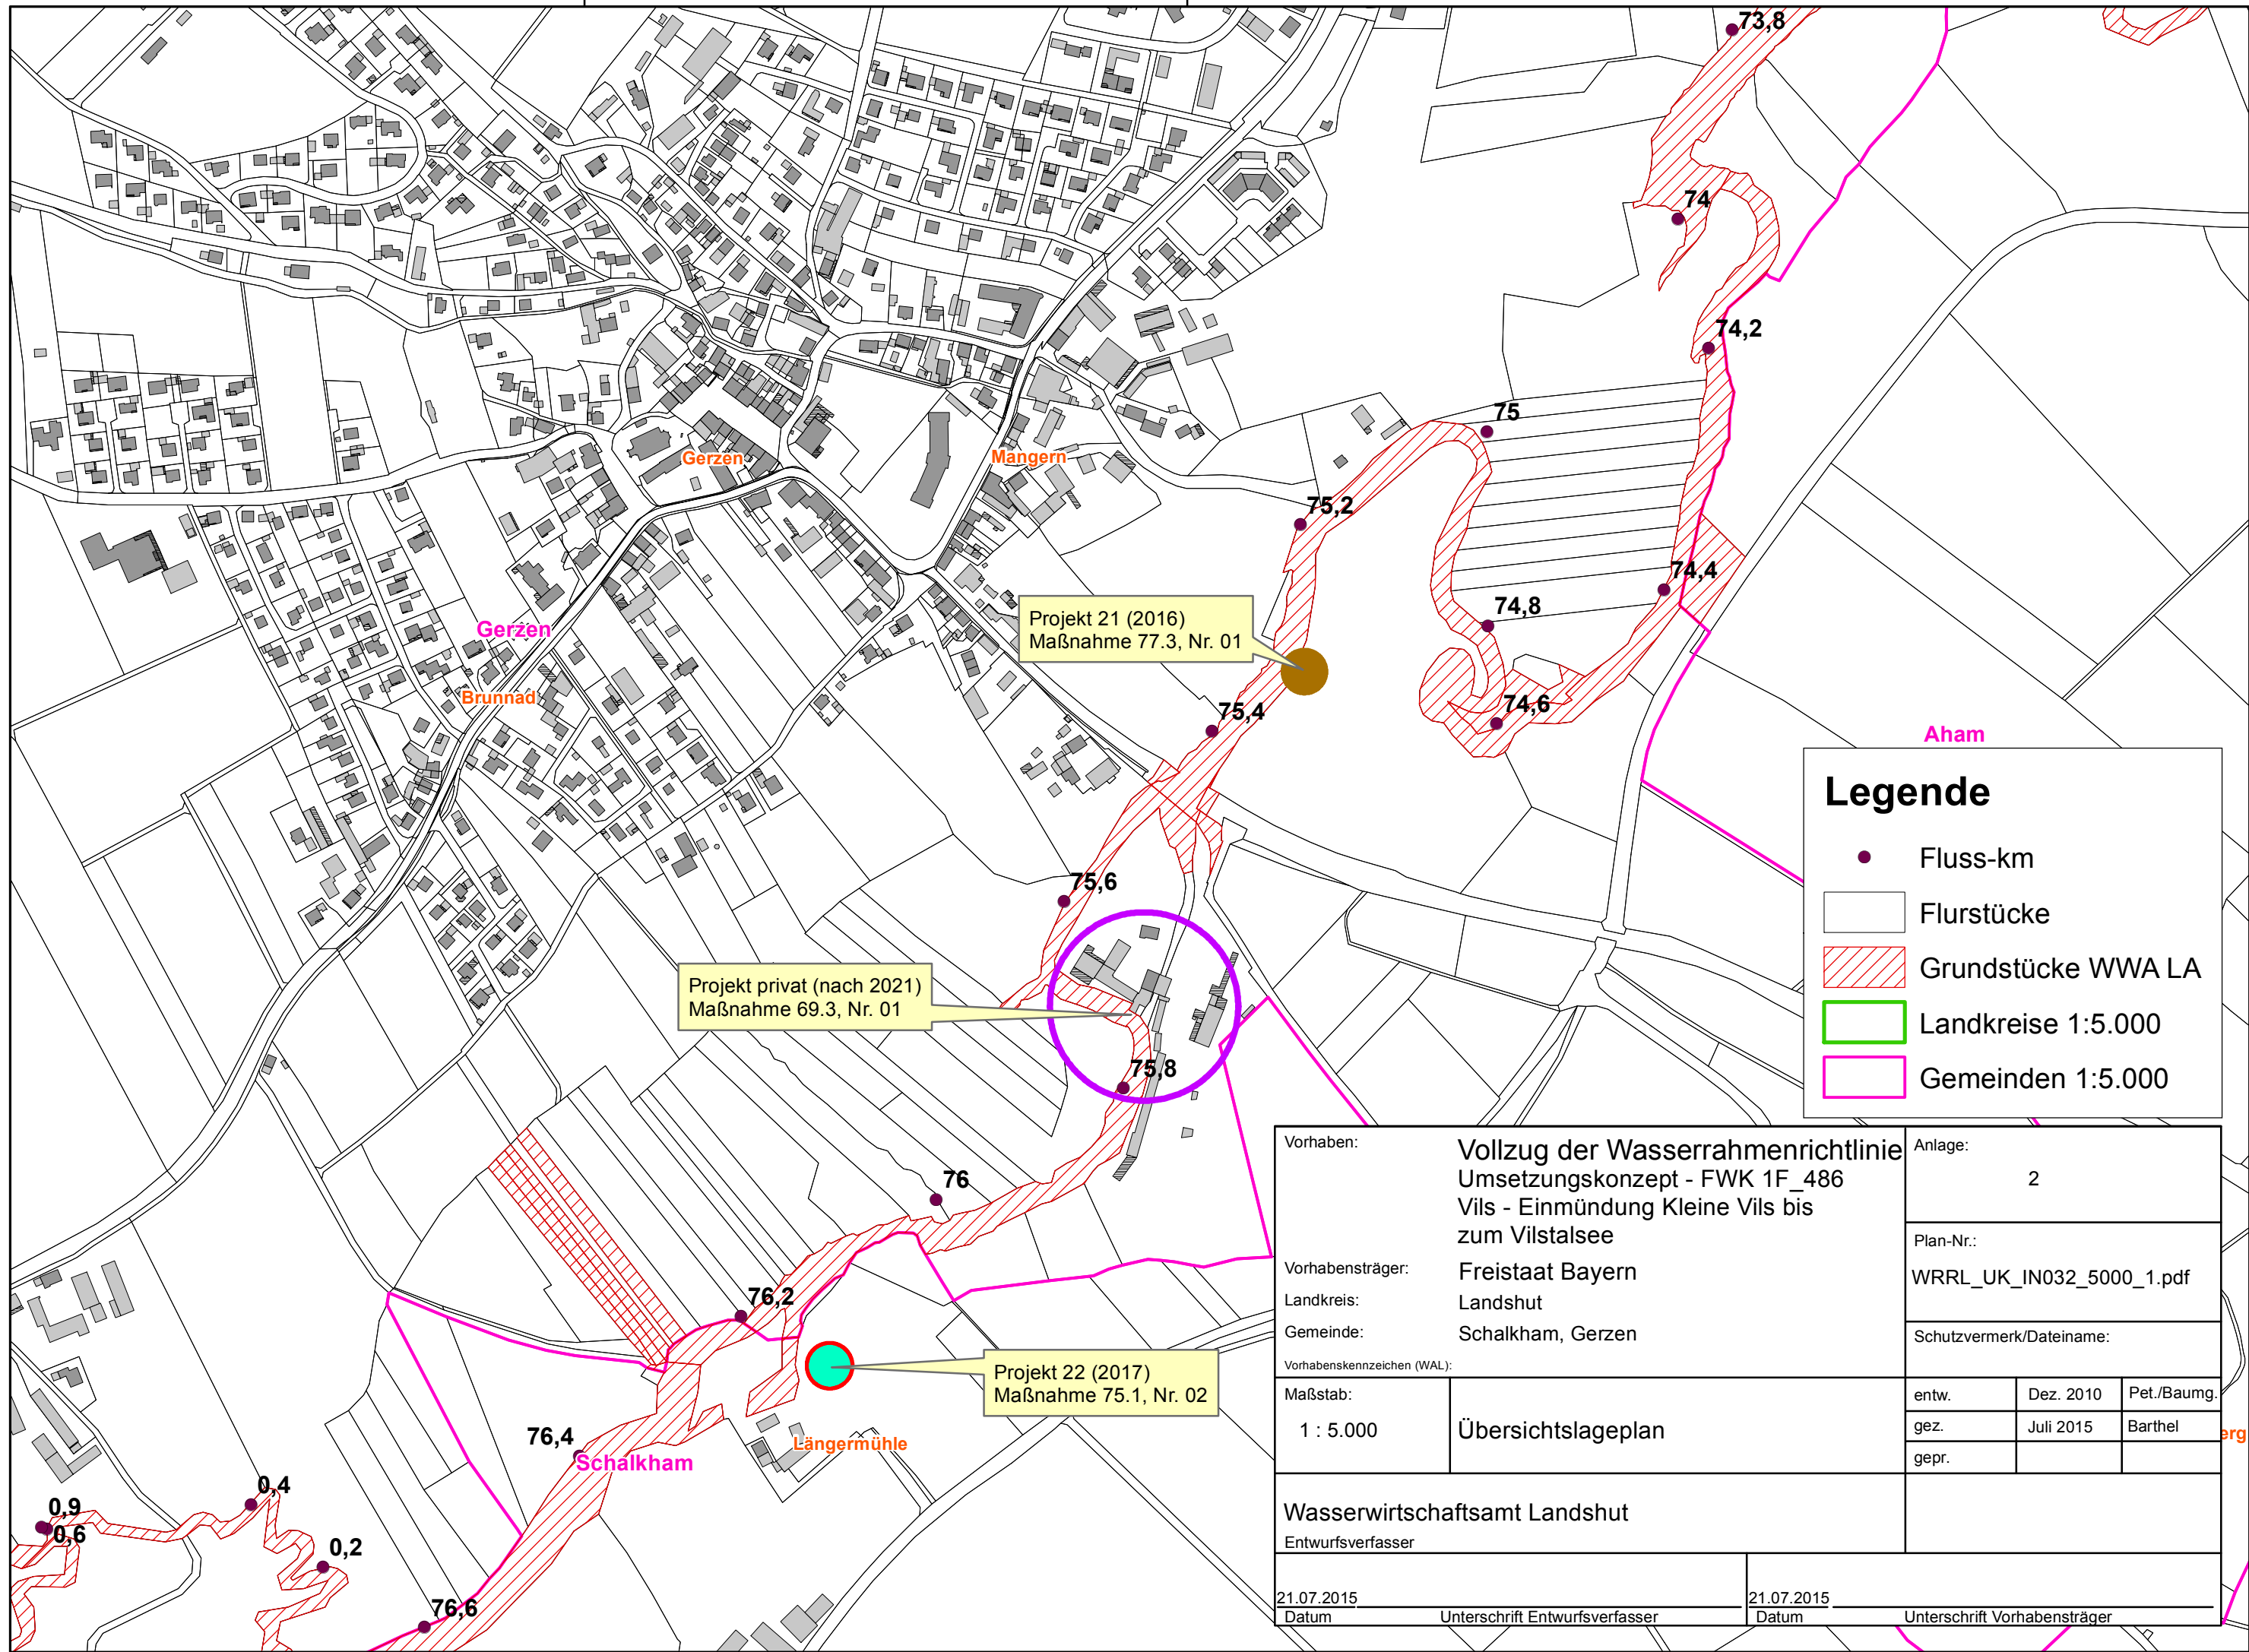 73,8
74
74,2
75
Gerzen
Mangern
75,2
74,4
Projekt 21 (2016)
Maßnahme 77.3, Nr. 01
74,8
Gerzen
Brunnad
74,6
75,4
Aham
Legende
Fluss-km
Flurstücke
Grundstücke WWA LA
Landkreise 1:5.000
Gemeinden 1:5.000
75,6
Projekt privat (nach 2021)
Maßnahme 69.3, Nr. 01
75,8
76
76,2
Projekt 22 (2017)
Maßnahme 75.1, Nr. 02
76,4
Längermühle
Schalkham
0,4
0,9
0,6
0,2
76,6
Vorhaben:
Vollzug der Wasserrahmenrichtlinie
Umsetzungskonzept - FWK 1F_486
Vils - Einmündung Kleine Vils bis
zum Vilstalsee
Anlage:
2
Plan-Nr.:
WRRL_UK_IN032_5000_1.pdf
Vorhabensträger: Freistaat Bayern
Landkreis: Landshut
Gemeinde: Schalkham, Gerzen
Schutzvermerk/Dateiname:
Vorhabenskennzeichen (WAL):
Maßstab:
1 : 5.000
Übersichtslageplan
entw. Dez. 2010 Pet./Baumg.
gez. Juli 2015 Barthel
gepr.
erg
Wasserwirtschaftsamt Landshut
Entwurfsverfasser
21.07.2015
Datum Unterschrift Entwurfsverfasser
21.07.2015
Datum Unterschrift Vorhabensträger